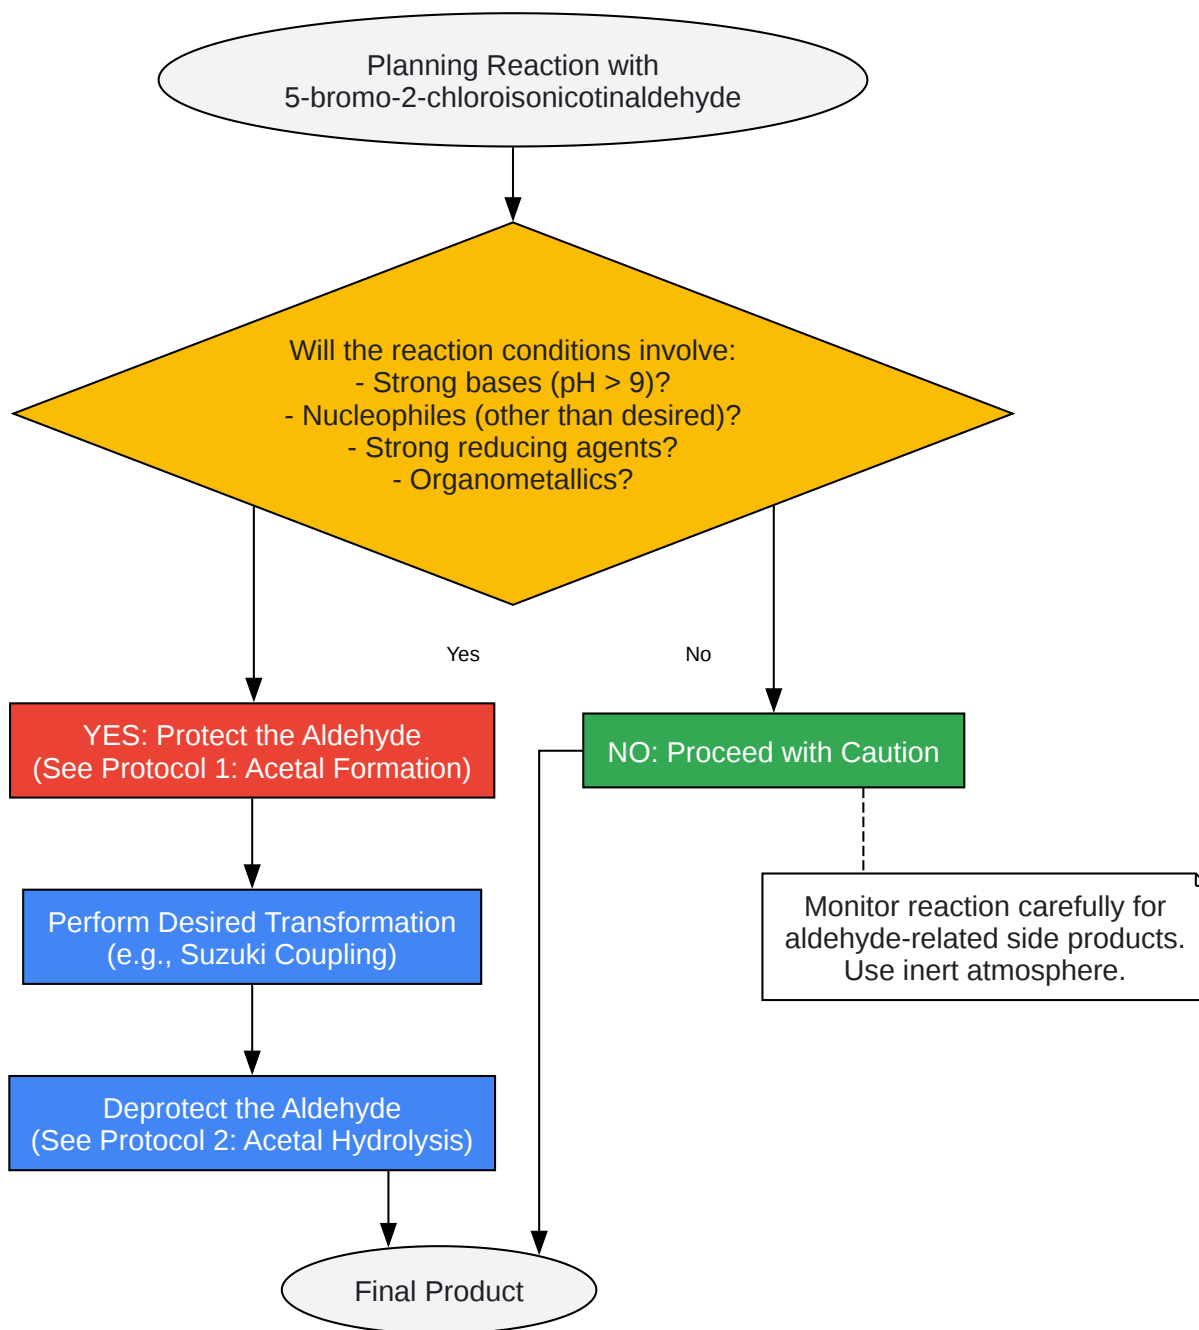 Planning Reaction with
5-bromo-2-chloroisonicotinaldehyde
Will the reaction conditions involve:
- Strong bases (pH > 9)?
- Nucleophiles (other than desired)?
- Strong reducing agents?
- Organometallics?
Yes
No
YES: Protect the Aldehyde
(See Protocol 1: Acetal Formation)
NO: Proceed with Caution
Perform Desired Transformation
(e.g., Suzuki Coupling)
Monitor reaction carefully for
aldehyde-related side products.
Use inert atmosphere.
Deprotect the Aldehyde
(See Protocol 2: Acetal Hydrolysis)
Final Product